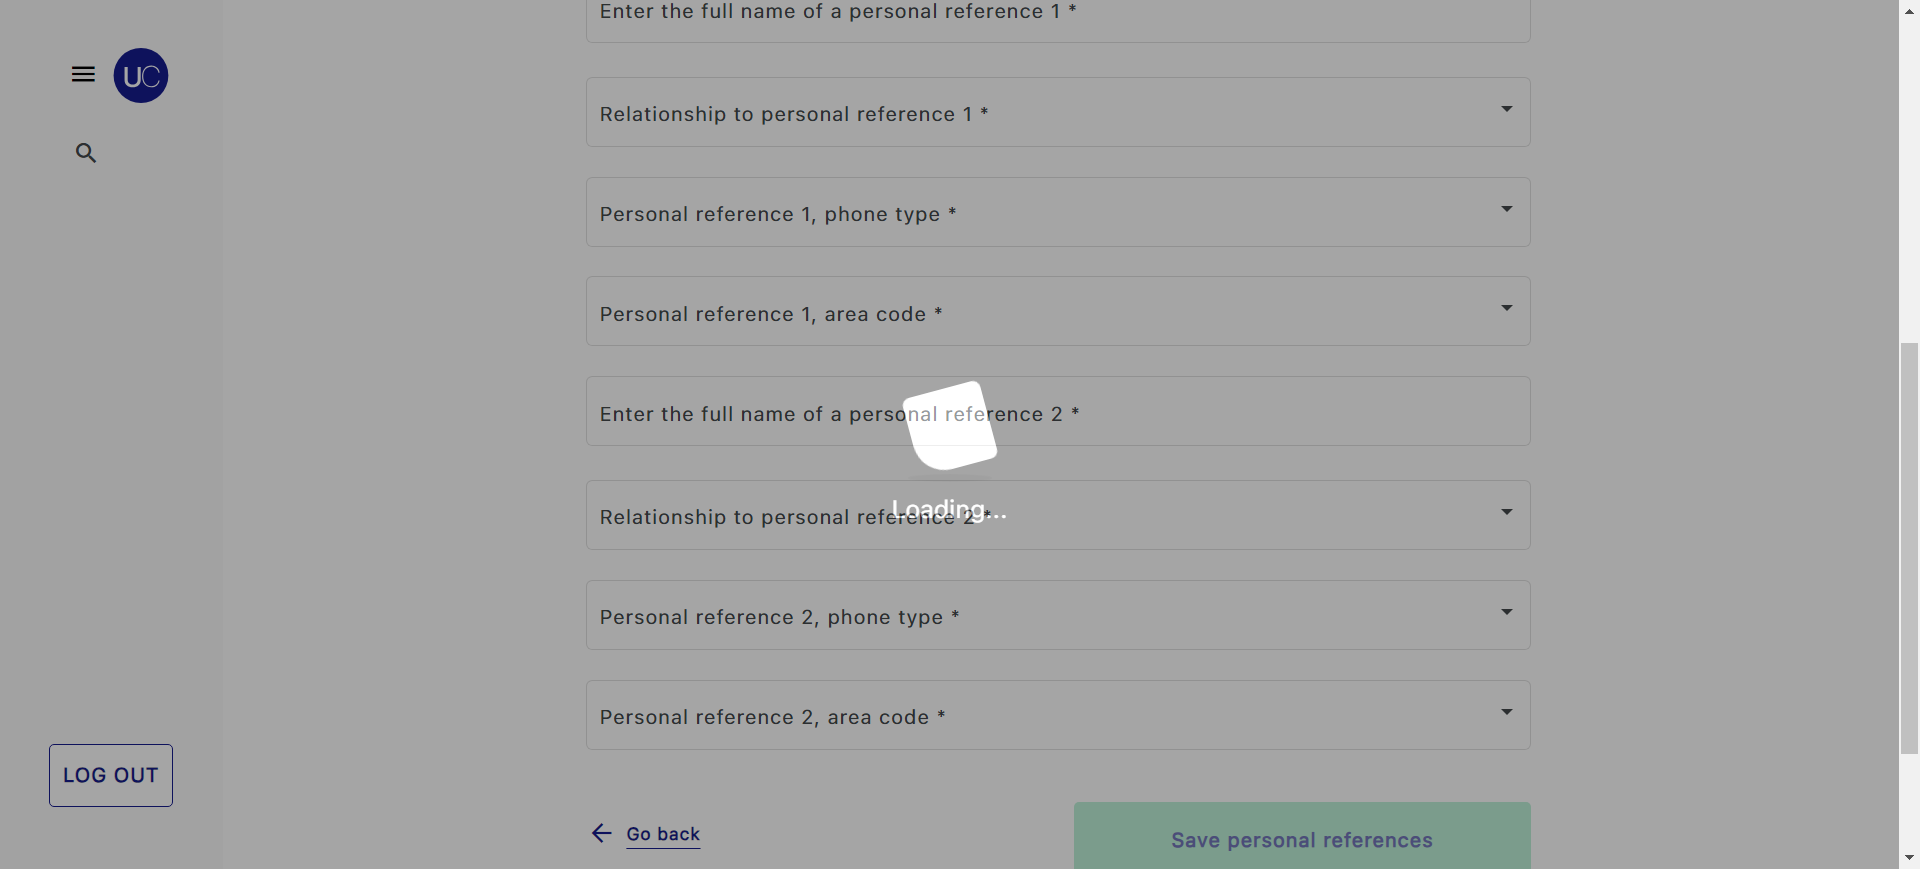 Enter the full name of a personal reference 1 *
UC
Relationship to personal reference 1 *
Personal reference 1, phone type *
Personal reference 1, area code *
Enter the full name of a personal reference 2 *
Loading...
Relationship to personal reference 2 *
Personal reference 2, phone type *
Personal reference 2, area code *
LOG OUT
Go back
Save personal references